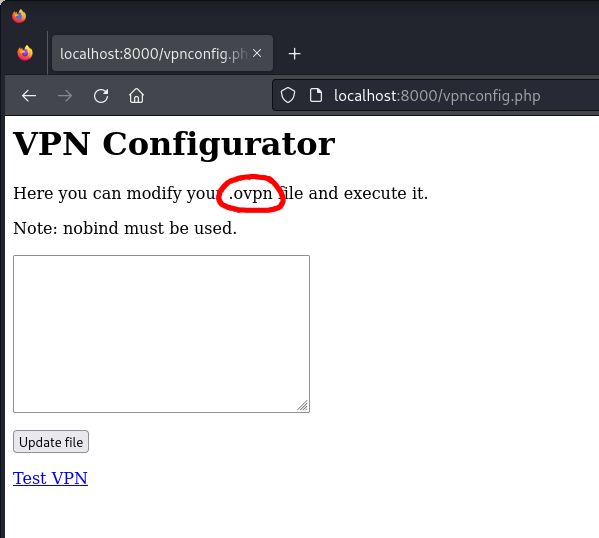 localhost:8000/vpnconfig.ph
localhost:8000/vpnconfig.php
VPN Configurator
Here you can modify your .ovpn file and execute it.
Note: nobind must be used.
Update file
Test VPN